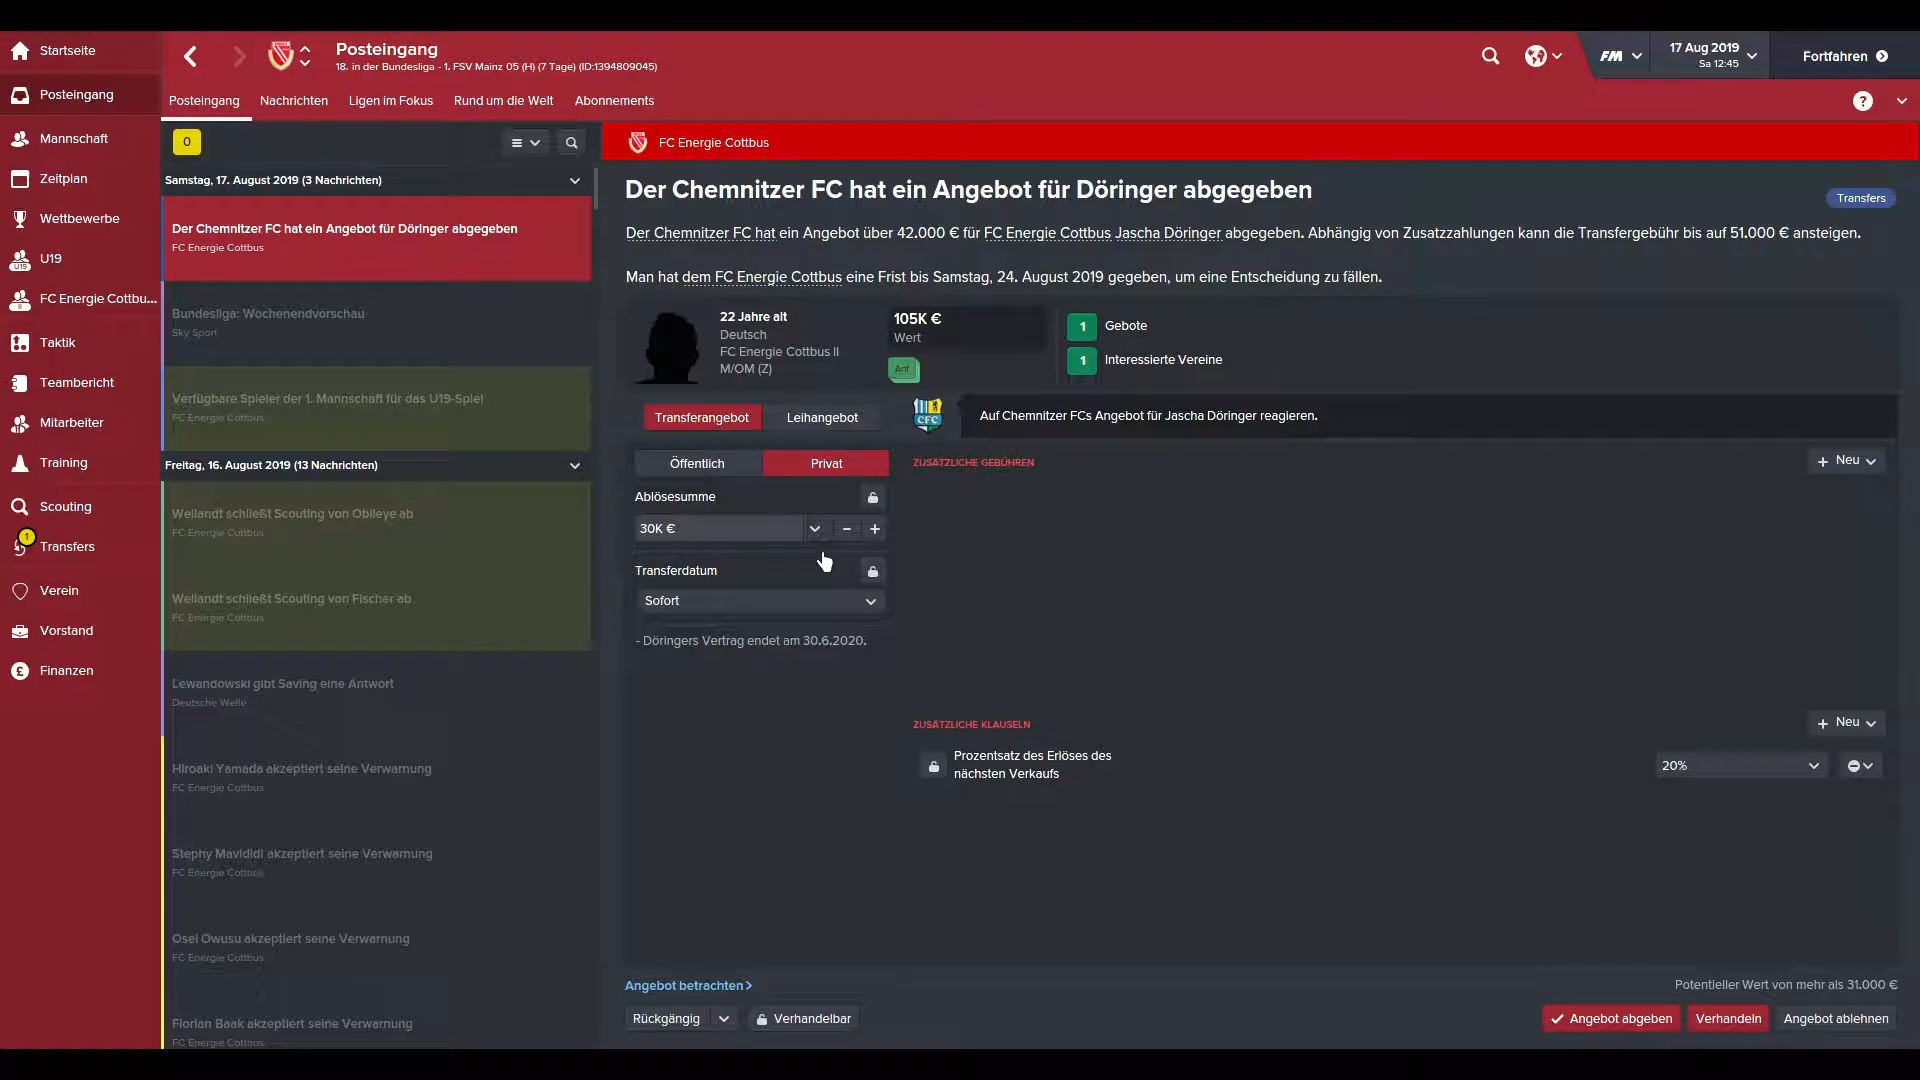 Startseite
Posteingang
Mannschaft
Zeitplan
Wettbewerbe
U19
U19
FC Energie Cottbu...
II
Taktik
Teambericht
Mitarbeiter
Training
Scouting
1
Transfers
Verein
Vorstand
Finanzen
Posteingang
18. in der Bundesliga - 1. FSV Mainz 05 (H) (7 Tage) (ID:1394809045)
FM
17 Aug 2019
Sa 12:45
Fortfahren
Posteingang
Nachrichten
Ligen im Fokus
Rund um die Welt
Abonnements
?
0
Samstag, 17. August 2019 (3 Nachrichten)
Der Chemnitzer FC hat ein Angebot für Döringer abgegeben
FC Energie Cottbus
Bundesliga: Wochenendvorschau
Sky Sport
Verfügbare Spieler der 1. Mannschaft für das U19-Spiel
FC Energie Cottbus
Freitag, 16. August 2019 (13 Nachrichten)
Weilandt schließt Scouting von Obileye ab
FC Energie Cottbus
Weilandt schließt Scouting von Fischer ab
FC Energie Cottbus
Lewandowski gibt Saving eine Antwort
Deutsche Welle
Hiroaki Yamada akzeptiert seine Verwarnung
FC Energie Cottbus
Stephy Mavididi akzeptiert seine Verwarnung
FC Energie Cottbus
Osei Owusu akzeptiert seine Verwarnung
FC Energie Cottbus
Florian Baak akzeptiert seine Verwarnung
FC Energie Cottbus
FC Energie Cottbus
Der Chemnitzer FC hat ein Angebot für Döringer abgegeben
Transfers
Der Chemnitzer FC hat ein Angebot über 42.000 € für FC Energie Cottbus Jascha Döringer abgegeben. Abhängig von Zusatzzahlungen kann die Transfergebühr bis auf 51.000 € ansteigen.
Man hat dem FC Energie Cottbus eine Frist bis Samstag, 24. August 2019 gegeben, um eine Entscheidung zu fällen.
22 Jahre alt
Deutsch
FC Energie Cottbus II
M/OM (Z)
105K €
Wert
Anf
1 Gebote
1 Interessierte Vereine
Transferangebot
Leihangebot
CFC
Auf Chemnitzer FCs Angebot für Jascha Döringer reagieren.
Öffentlich
Privat
ZUSÄTZLICHE GEBÜHREN
+ Neu
Ablösesumme
30K €
Transferdatum
Sofort
- Döringers Vertrag endet am 30.6.2020.
ZUSÄTZLICHE KLAUSELN
+ Neu
Prozentsatz des Erlöses des
nächsten Verkaufs
20%
Angebot betrachten
Potentieller Wert von mehr als 31.000 €
Rückgängig
Verhandelbar
Angebot abgeben
Verhandeln
Angebot ablehnen